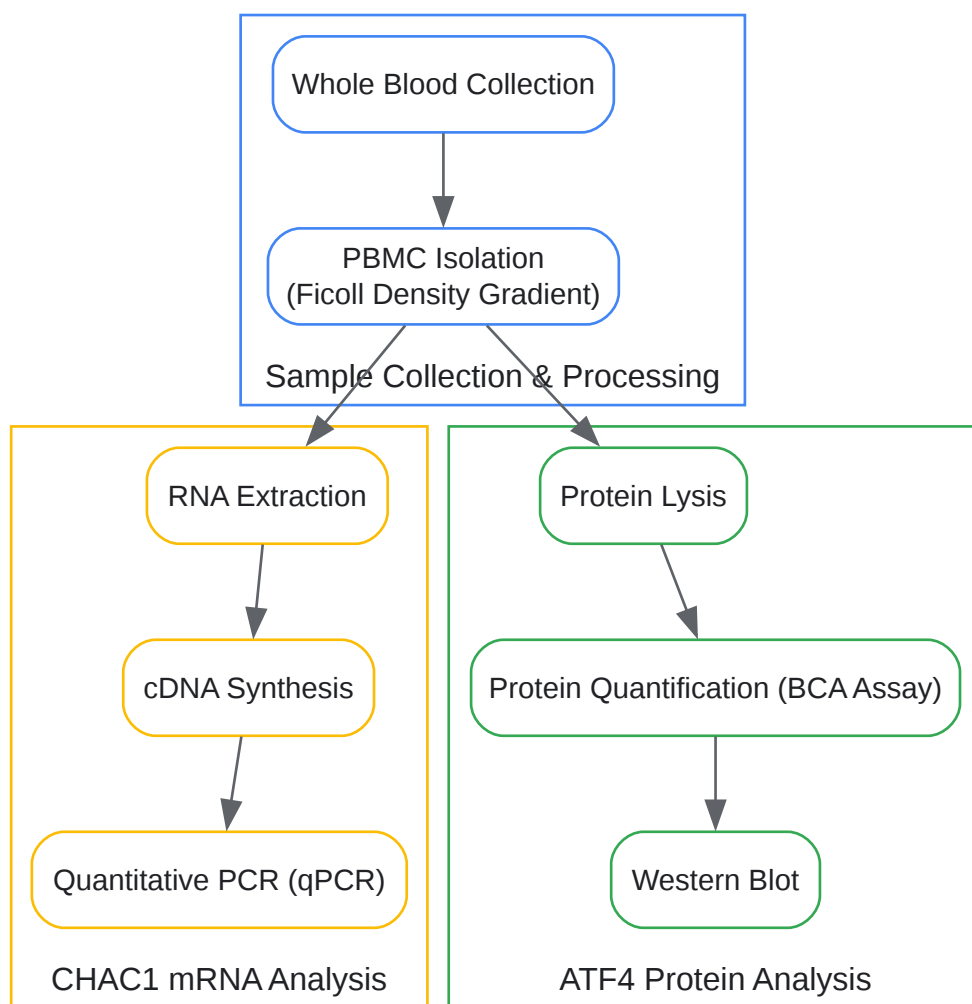 Whole Blood Collection
PBMC Isolation
(Ficoll Density Gradient)
Sample Collection & Processing
RNA Extraction
cDNA Synthesis
Quantitative PCR (qPCR)
CHAC1 mRNA Analysis
Protein Lysis
Protein Quantification (BCA Assay)
Western Blot
ATF4 Protein Analysis